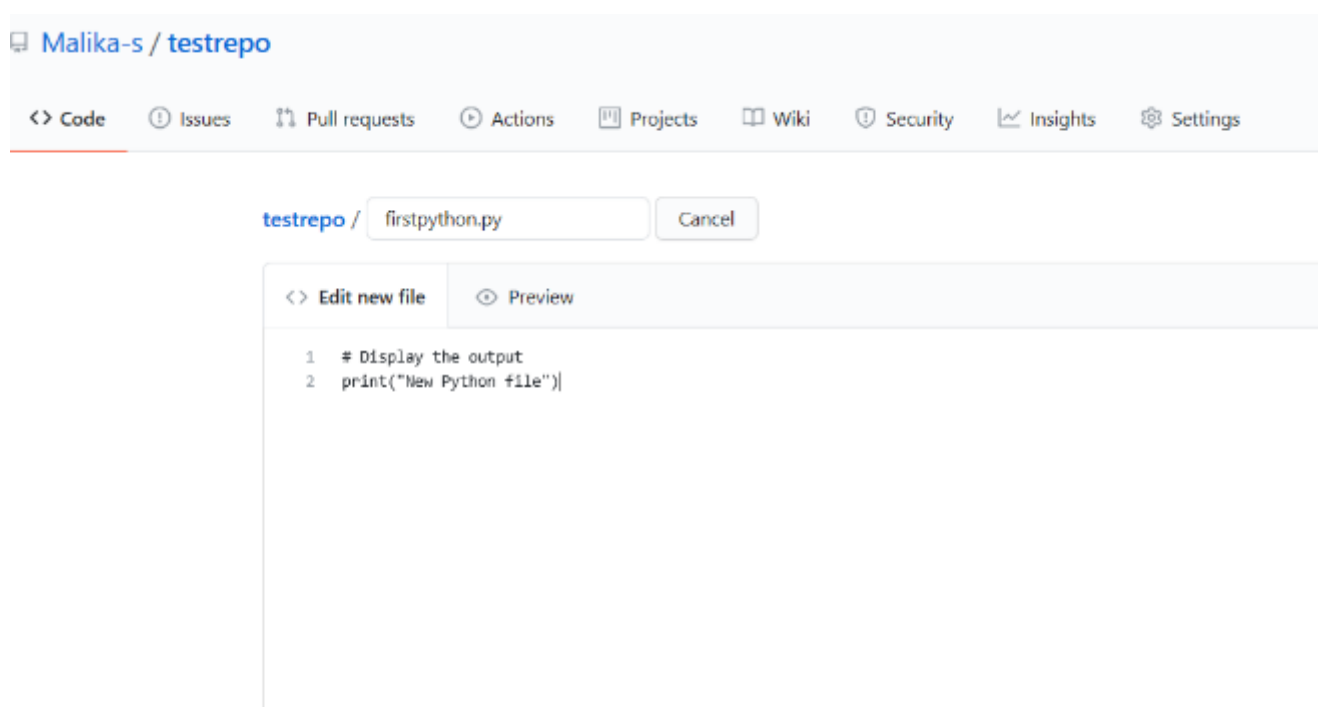 Malika-s / testrepo
<> Code Issues Pull requests Actions Projects Wiki Security Insights Settings
testrepo / firstpython.py Cancel
<> Edit new file Preview
1 # Display the output
2 print("New Python file")